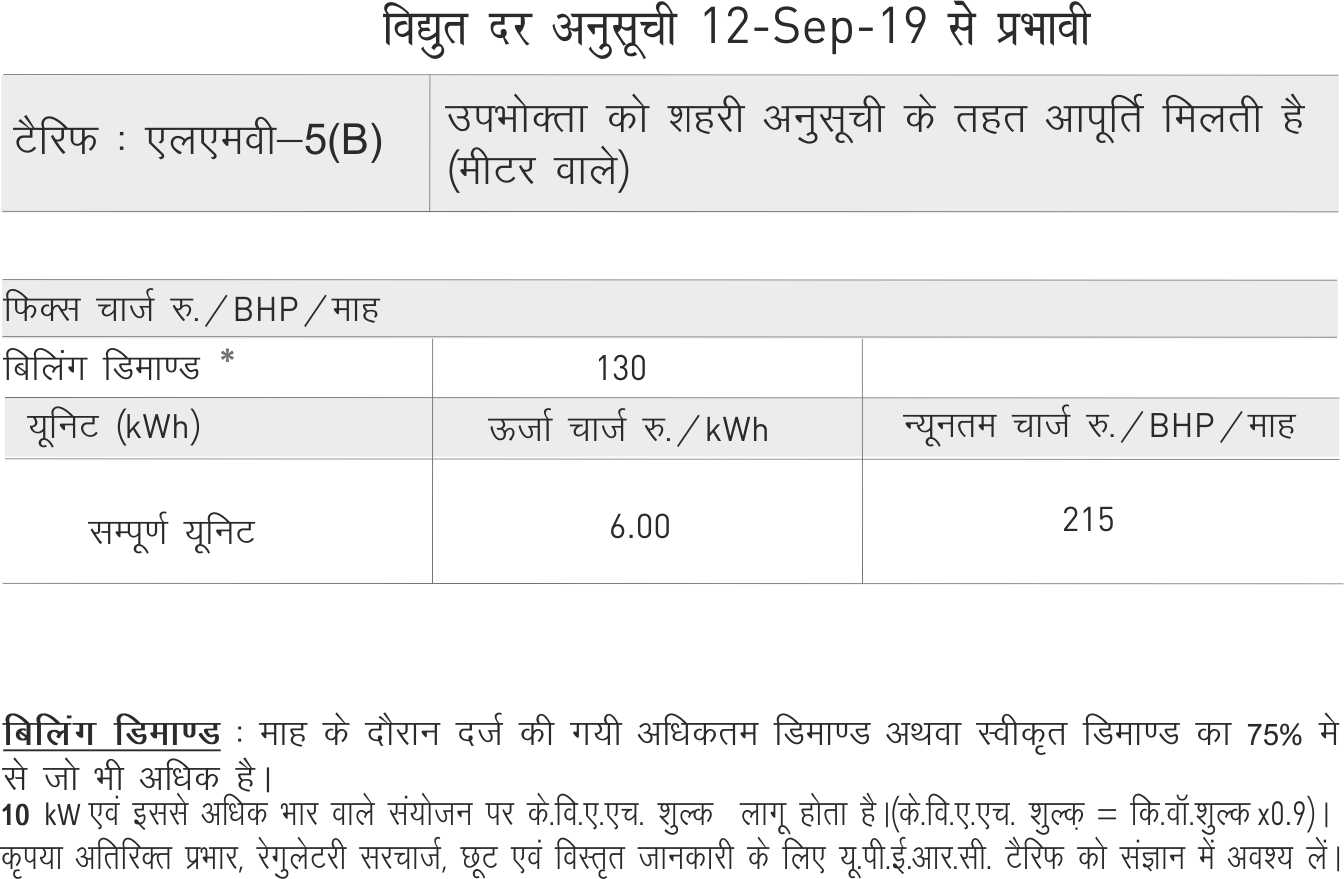 विद्युत दर अनुसूची 12-Sep-19 से प्रभावी
टैरिफ : एलएमवी–5(B)
उपभोक्ता को शहरी अनुसूची के तहत आपूर्ति मिलती है
(मीटर वाले)
फिक्स चार्ज रु./BHP/माह
बिलिंग डिमाण्ड * 130
यूनिट (kWh) ऊर्जा चार्ज रु./kWh न्यूनतम चार्ज रु./BHP/माह
सम्पूर्ण यूनिट 6.00 215
बिलिंग डिमाण्ड : माह के दौरान दर्ज की गयी अधिकतम डिमाण्ड अथवा स्वीकृत डिमाण्ड का 75% मे
से जो भी अधिक है।
10 kW एवं इससे अधिक भार वाले संयोजन पर के.वि.ए.एच. शुल्क लागू होता है।(के.वि.ए.एच. शुल्क़ = कि.वॉ.शुल्क x0.9)।
कृपया अतिरिक्त प्रभार, रेगुलेटरी सरचार्ज, छूट एवं विस्तृत जानकारी के लिए यू.पी.ई.आर.सी. टैरिफ को संज्ञान में अवश्य लें।